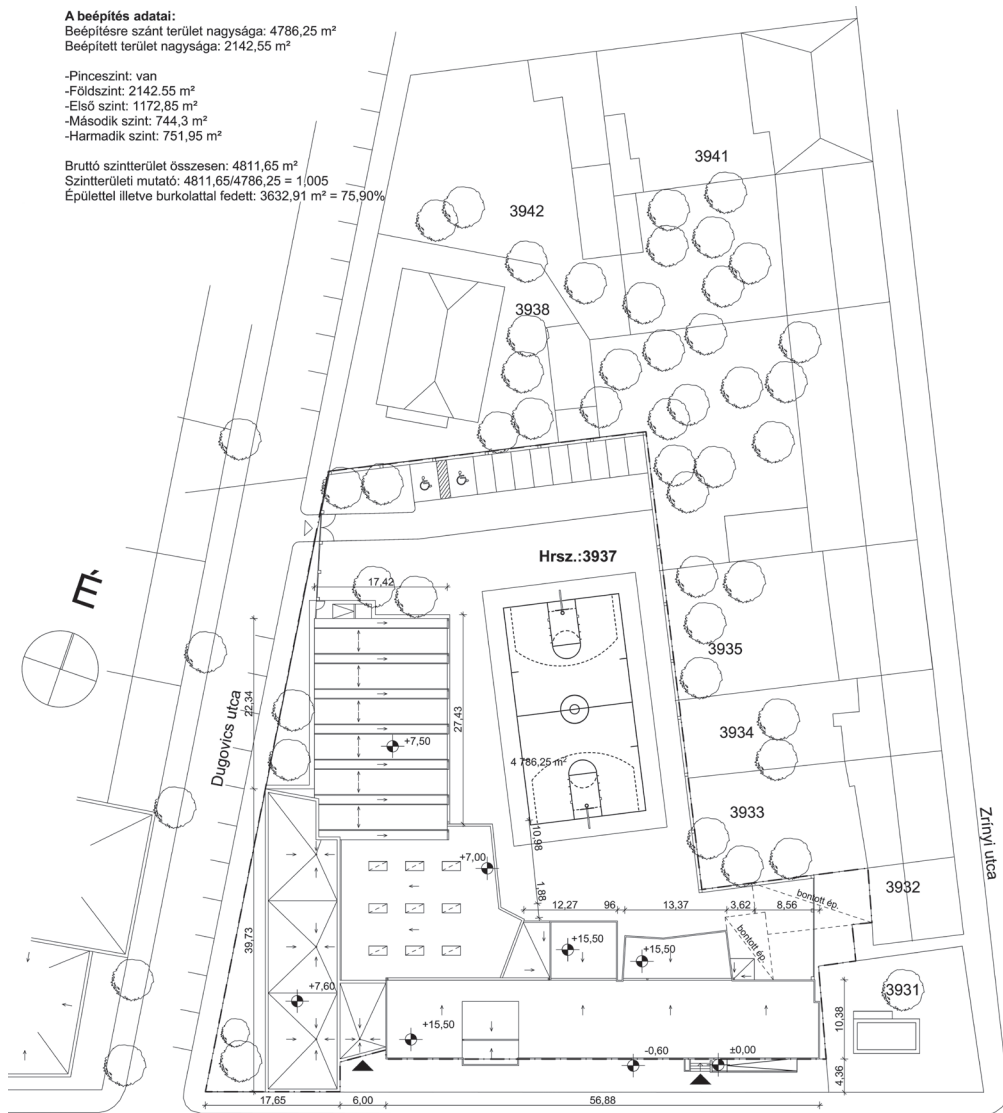 A beépítés adatai:
Beépítésre szánt terület nagysága: 4786,25 m²
Beépített terület nagysága: 2142,55 m²
-Pinceszint: van
-Földszint: 2142.55 m²
-Első szint: 1172,85 m²
-Második szint: 744,3 m²
-Harmadik szint: 751,95 m²
Bruttó szintterület összesen: 4811,65 m²
Szintterületi mutató: 4811,65/4786,25 = 1,005
Épülettel illetve burkolattal fedett: 3632,91 m² = 75,90%
3941
3942
3938
Hrsz.:3937
É
17,42
3935
22,34
27,43
Dugovics utca
+7,50
4 786,25 m²
3934
3933
Zrínyi utca
10,98
+7,00
1,88
3932
bontott ép.
12,27
96
13,37
3,62
8,56
bontott ép.
39,73
+15,50
+15,50
+7,60
3931
+15,50
10,38
-0,60
±0,00
4,36
17,65
6,00
56,88